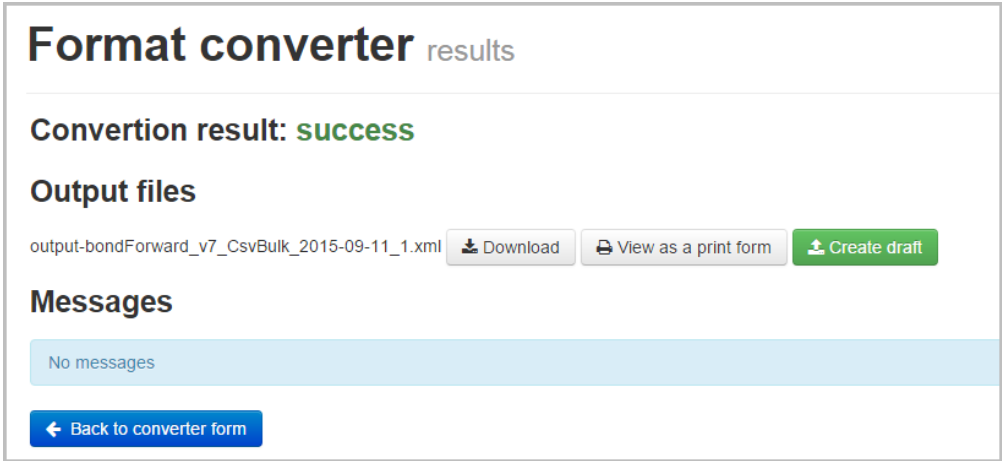 Format converter results
Convertion result: success
Output files
output-bondForward_v7_CsvBulk_2015-09-11_1.xml Download View as a print form Create draft
Messages
No messages
Back to converter form